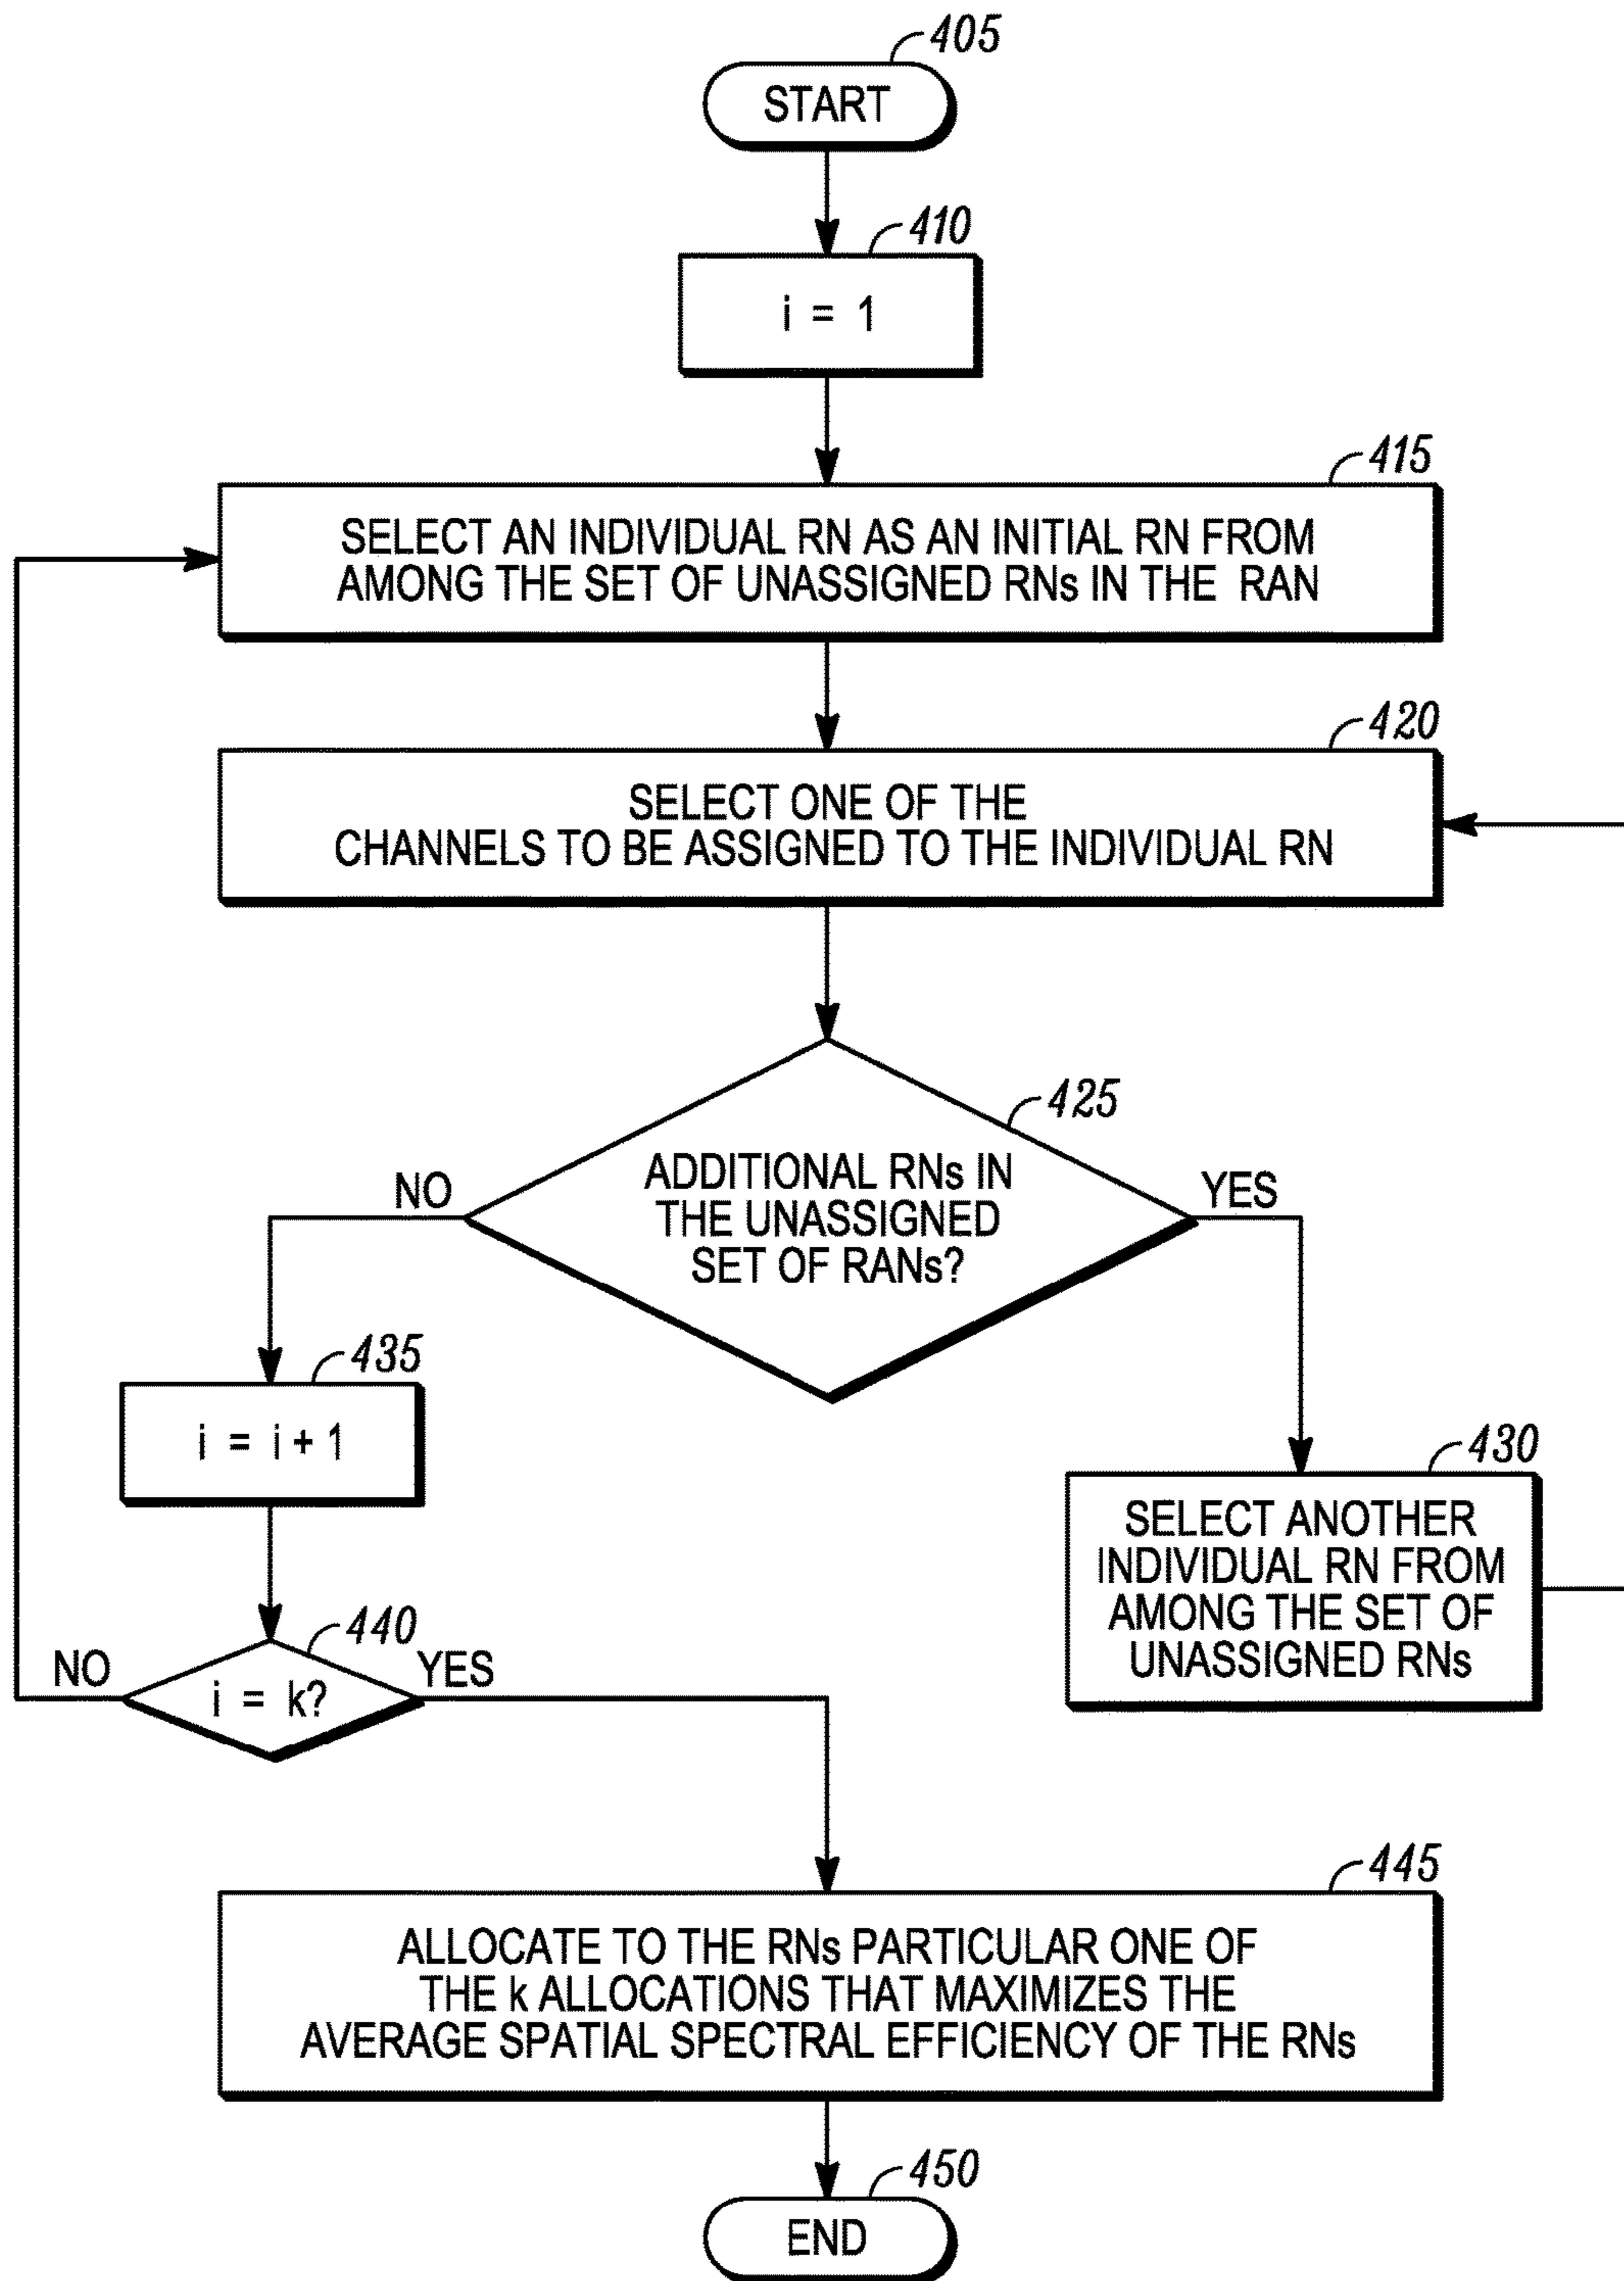 405
START
410
i = 1
415
SELECT AN INDIVIDUAL RN AS AN INITIAL RN FROM
AMONG THE SET OF UNASSIGNED RNs IN THE RAN
420
SELECT ONE OF THE
CHANNELS TO BE ASSIGNED TO THE INDIVIDUAL RN
425
ADDITIONAL RNs IN
THE UNASSIGNED
SET OF RANs?
NO
YES
435
i = i + 1
430
SELECT ANOTHER
INDIVIDUAL RN FROM
AMONG THE SET OF
UNASSIGNED RNs
440
i = k?
NO
YES
445
ALLOCATE TO THE RNs PARTICULAR ONE OF
THE k ALLOCATIONS THAT MAXIMIZES THE
AVERAGE SPATIAL SPECTRAL EFFICIENCY OF THE RNs
450
END